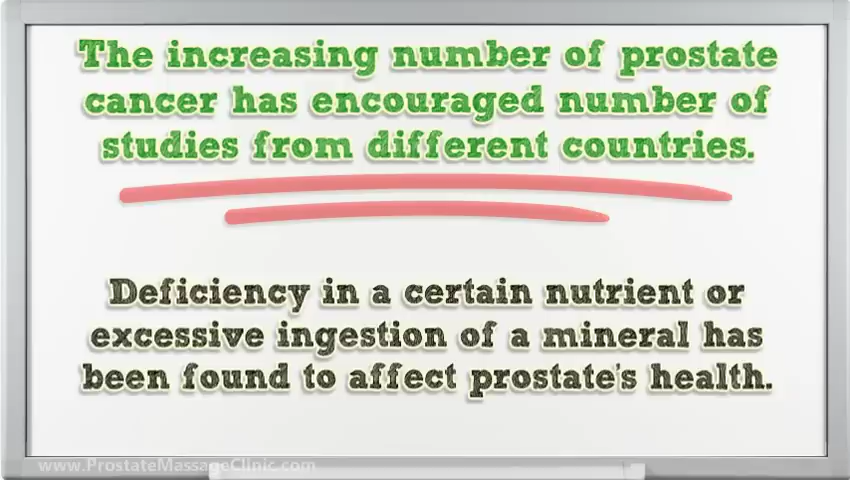 The increasing number of prostate
cancer has encouraged number of
studies from different countries.
Deficiency in a certain nutrient or
excessive ingestion of a mineral has
been found to affect prostate's health.
www.ProstateMassageClinic.com